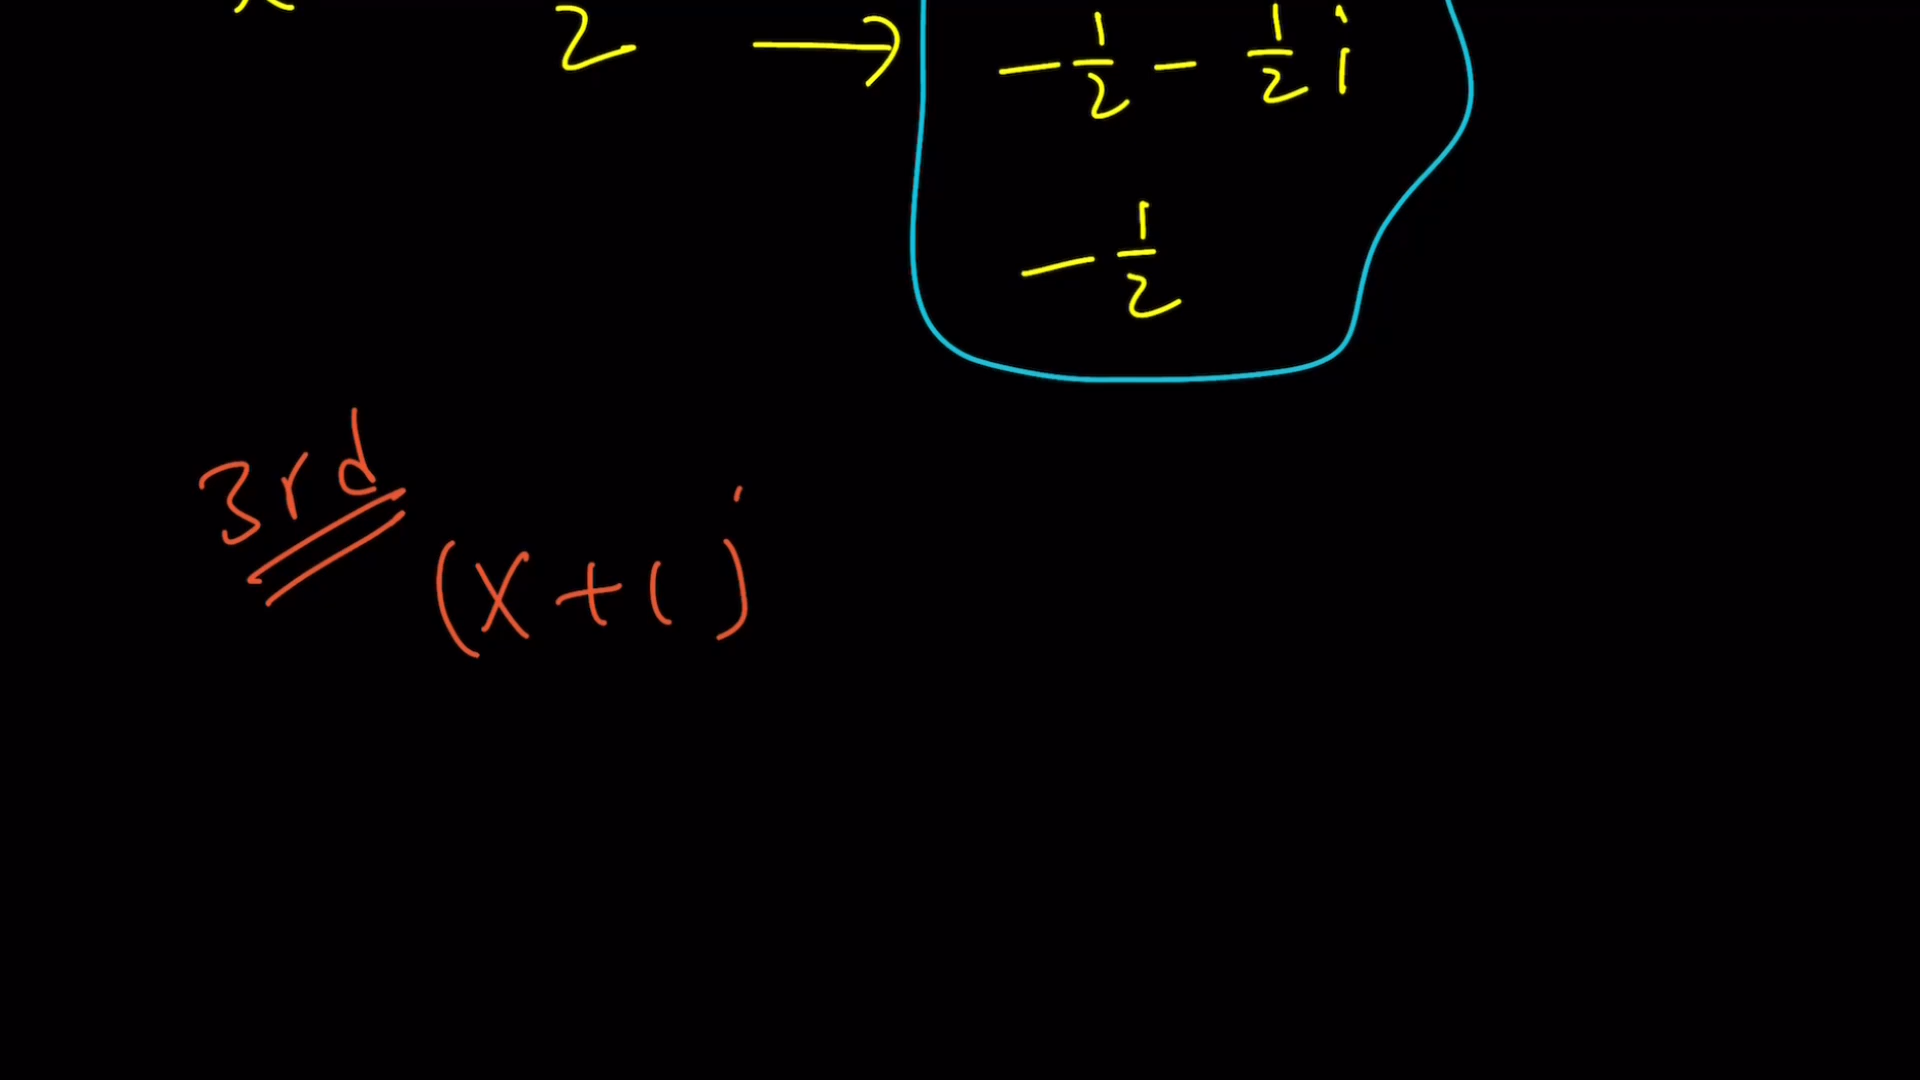 2 → -1/2 - 1/2 i
-1/2
3rd
(x+1)